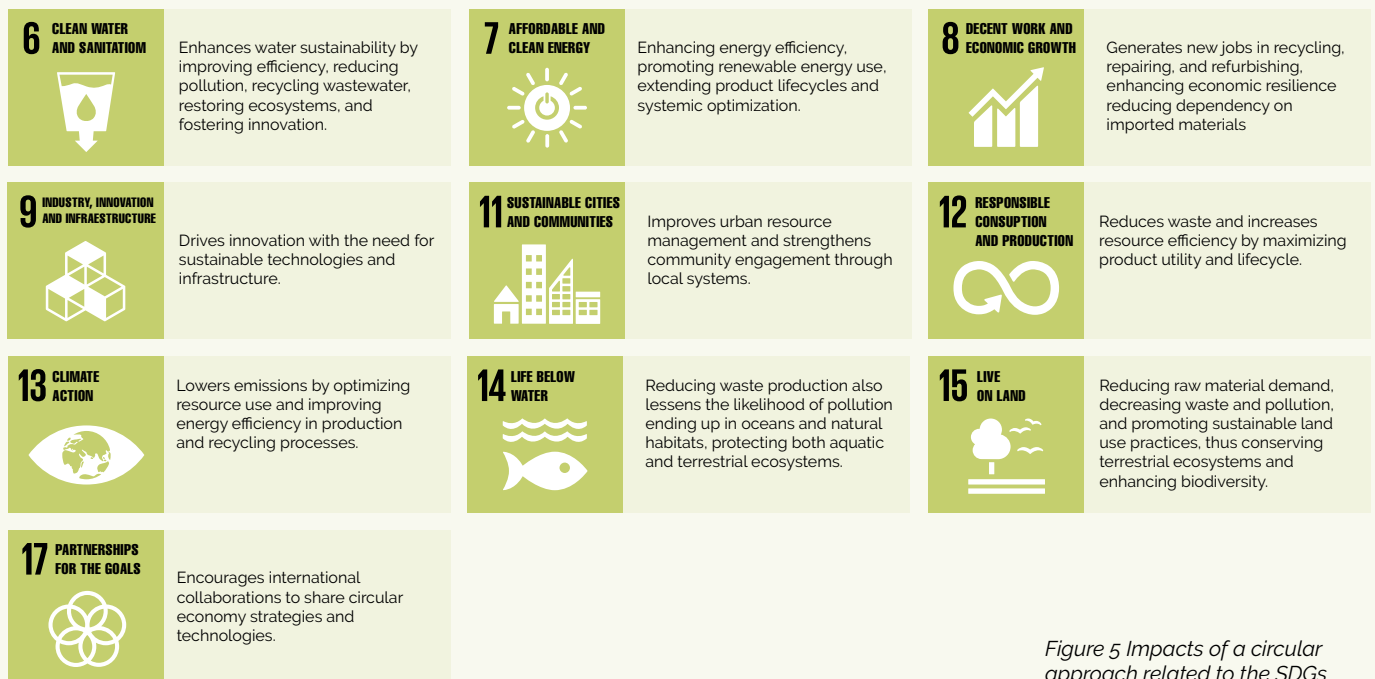 6 CLEAN WATER
AND SANITATIOM
Enhances water sustainability by
improving efficiency, reducing
pollution, recycling wastewater,
restoring ecosystems, and
fostering innovation.
7 AFFORDABLE AND
CLEAN ENERGY
Enhancing energy efficiency,
promoting renewable energy use,
extending product lifecycles and
systemic optimization.
8 DECENT WORK AND
ECONOMIC GROWTH
Generates new jobs in recycling,
repairing, and refurbishing,
enhancing economic resilience
reducing dependency on
imported materials
9 INDUSTRY, INNOVATION
AND INFRAESTRUCTURE
Drives innovation with the need for
sustainable technologies and
infrastructure.
11 SUSTAINABLE CITIES
AND COMMUNITIES
Improves urban resource
management and strengthens
community engagement through
local systems.
12 RESPONSIBLE
CONSUPTION
AND PRODUCTION
Reduces waste and increases
resource efficiency by maximizing
product utility and lifecycle.
13 CLIMATE
ACTION
Lowers emissions by optimizing
resource use and improving
energy efficiency in production
and recycling processes.
14 LIFE BELOW
WATER
Reducing waste production also
lessens the likelihood of pollution
ending up in oceans and natural
habitats, protecting both aquatic
and terrestrial ecosystems.
15 LIVE
ON LAND
Reducing raw material demand,
decreasing waste and pollution,
and promoting sustainable land
use practices, thus conserving
terrestrial ecosystems and
enhancing biodiversity.
17 PARTNERSHIPS
FOR THE GOALS
Encourages international
collaborations to share circular
economy strategies and
technologies.
Figure 5 Impacts of a circular
approach related to the SDGs